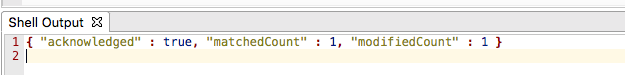 Shell Output
1 { "acknowledged" : true, "matchedCount" : 1, "modifiedCount" : 1 }
2